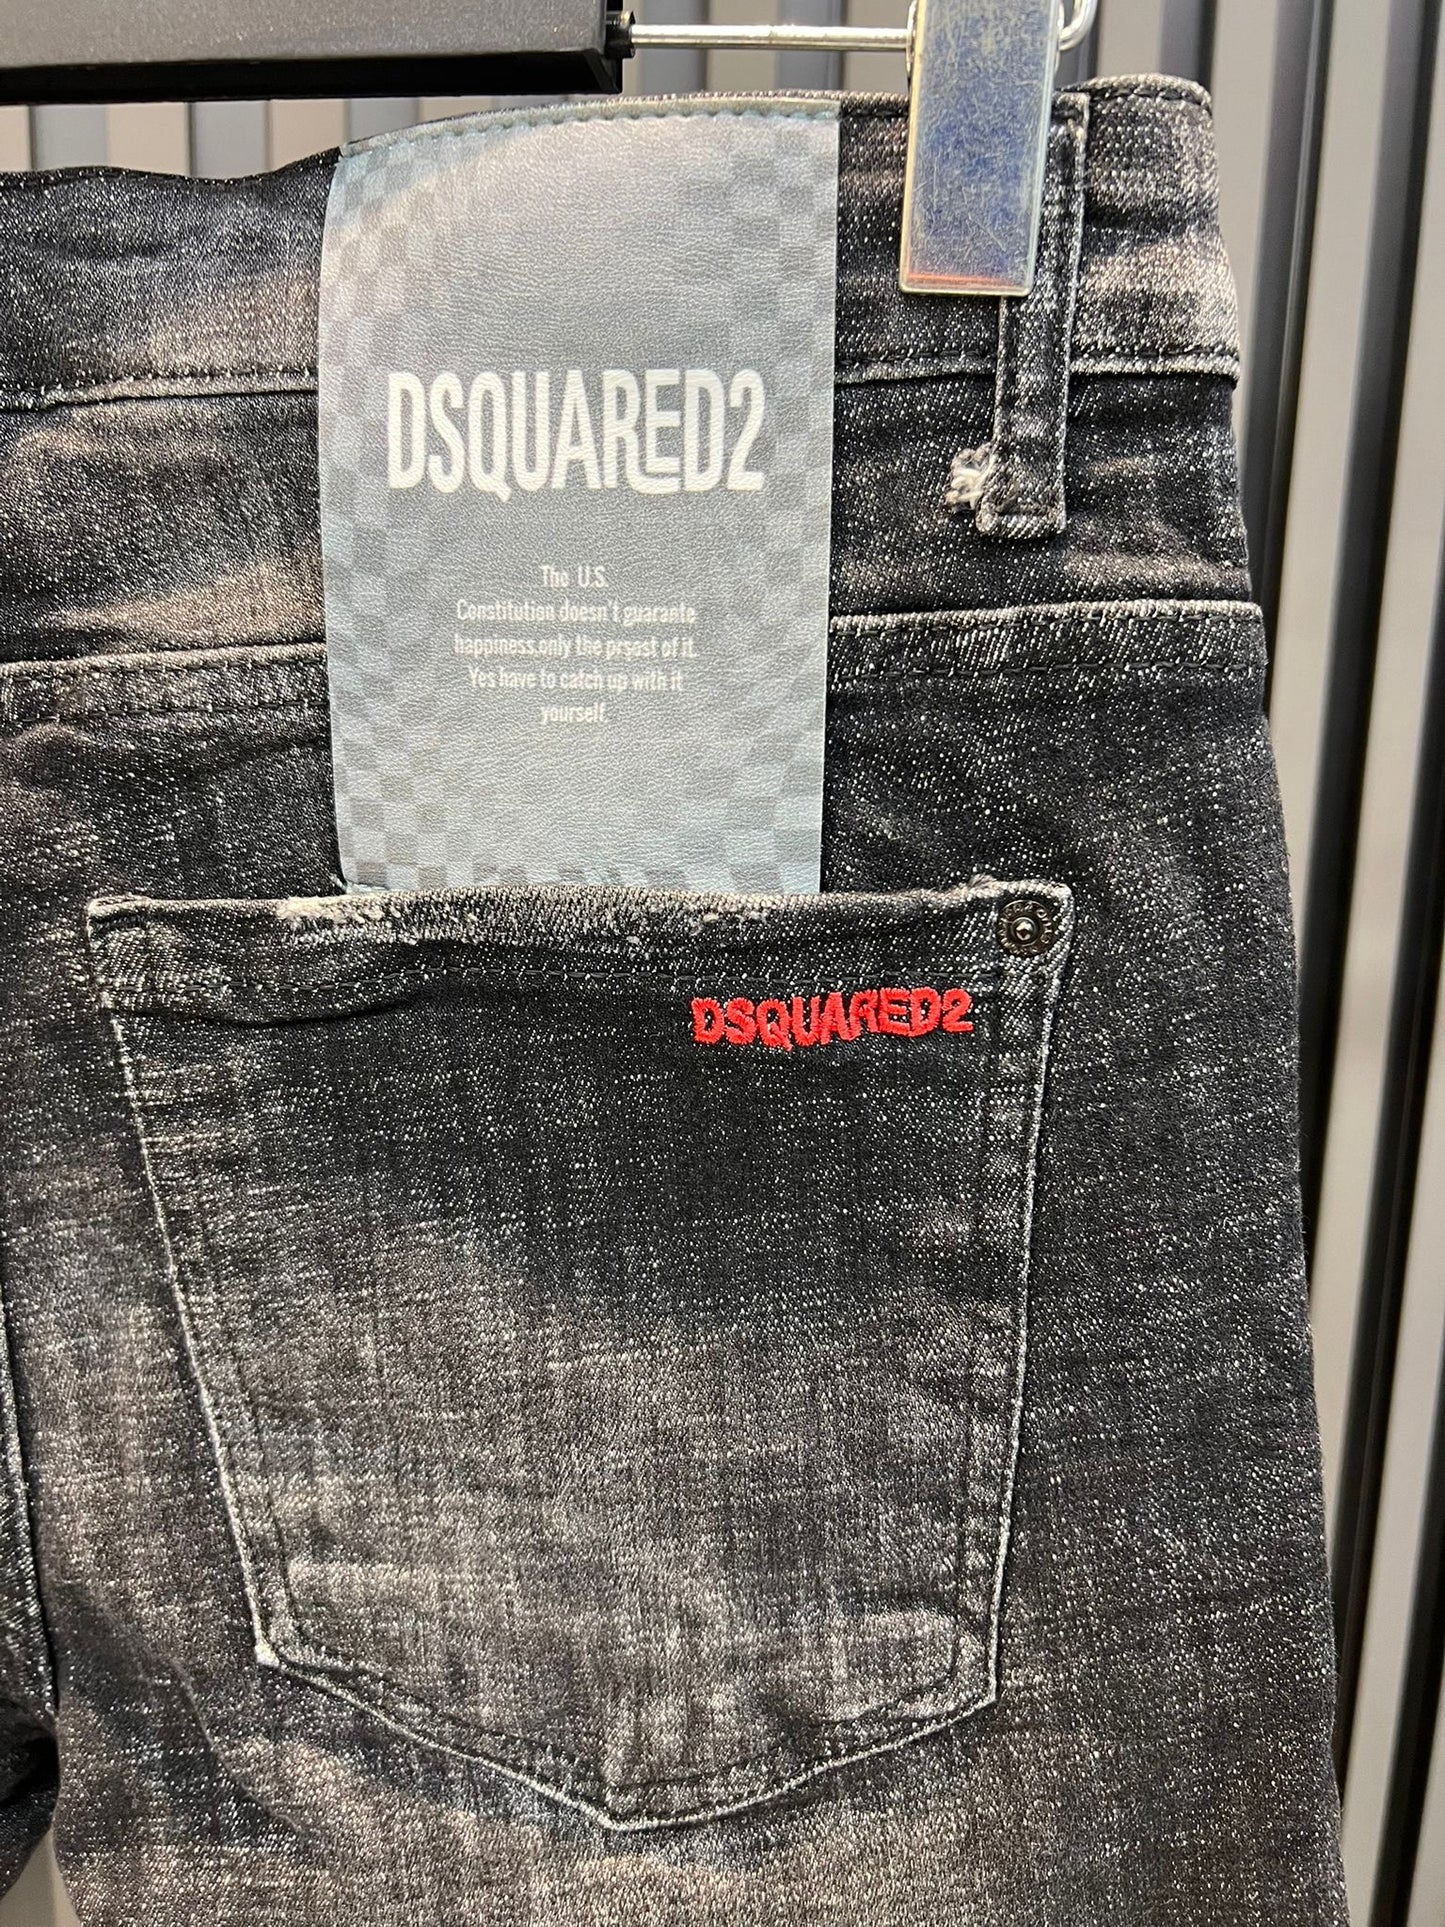 DSQUARED2
The U.S.
Constitution doesn't guarante
happiness.only the prsost of it.
Yes have to catch up with it
yourself.
DSQUARED2